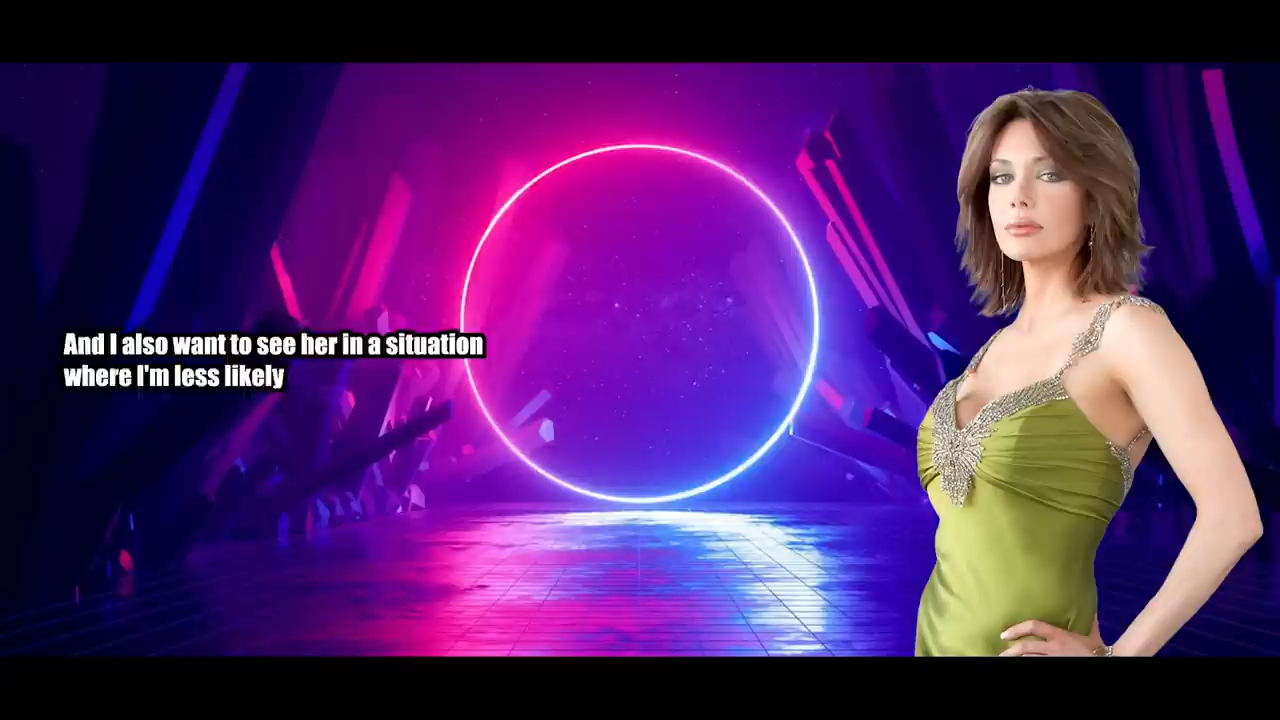 And I also want to see her in a situation
where I'm less likely